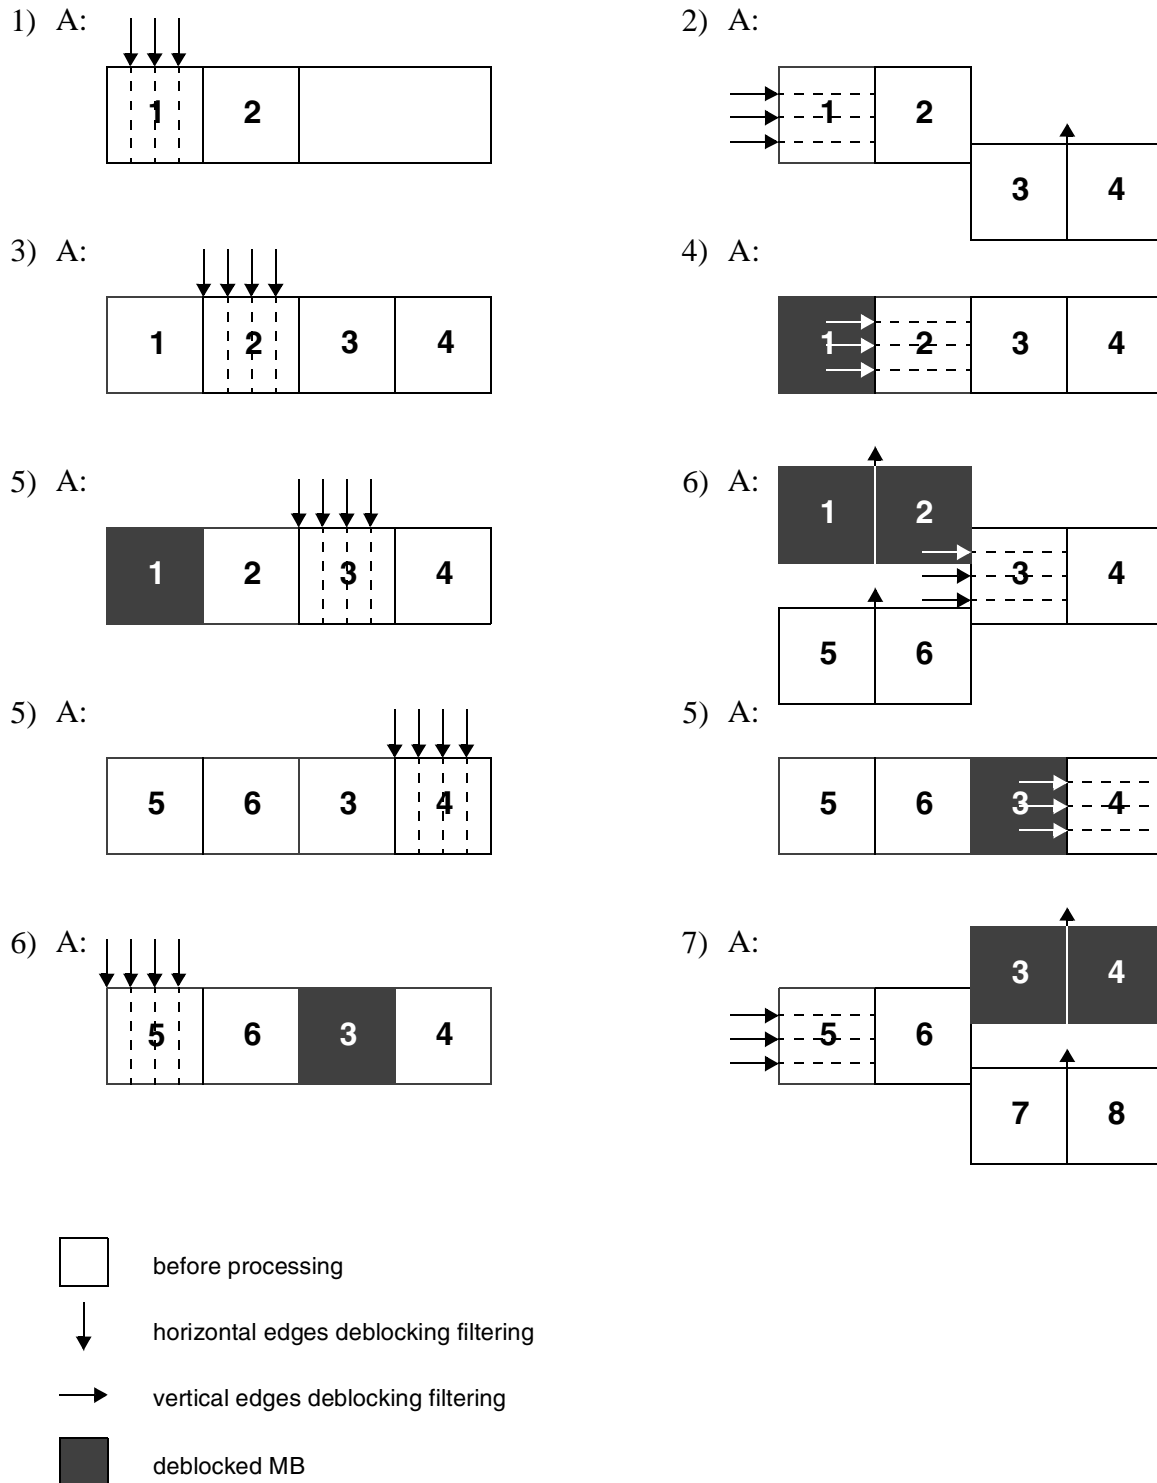 1) A:
1 2
2) A:
1 2
3 4
3) A:
1 2 3 4
4) A:
1 2 3 4
5) A:
1 2 3 4
6) A:
1 2
3 4
5 6
5) A:
5 6 3 4
5) A:
5 6 3 4
6) A:
5 6 3 4
7) A:
3 4
5 6
7 8
before processing
horizontal edges deblocking filtering
vertical edges deblocking filtering
deblocked MB